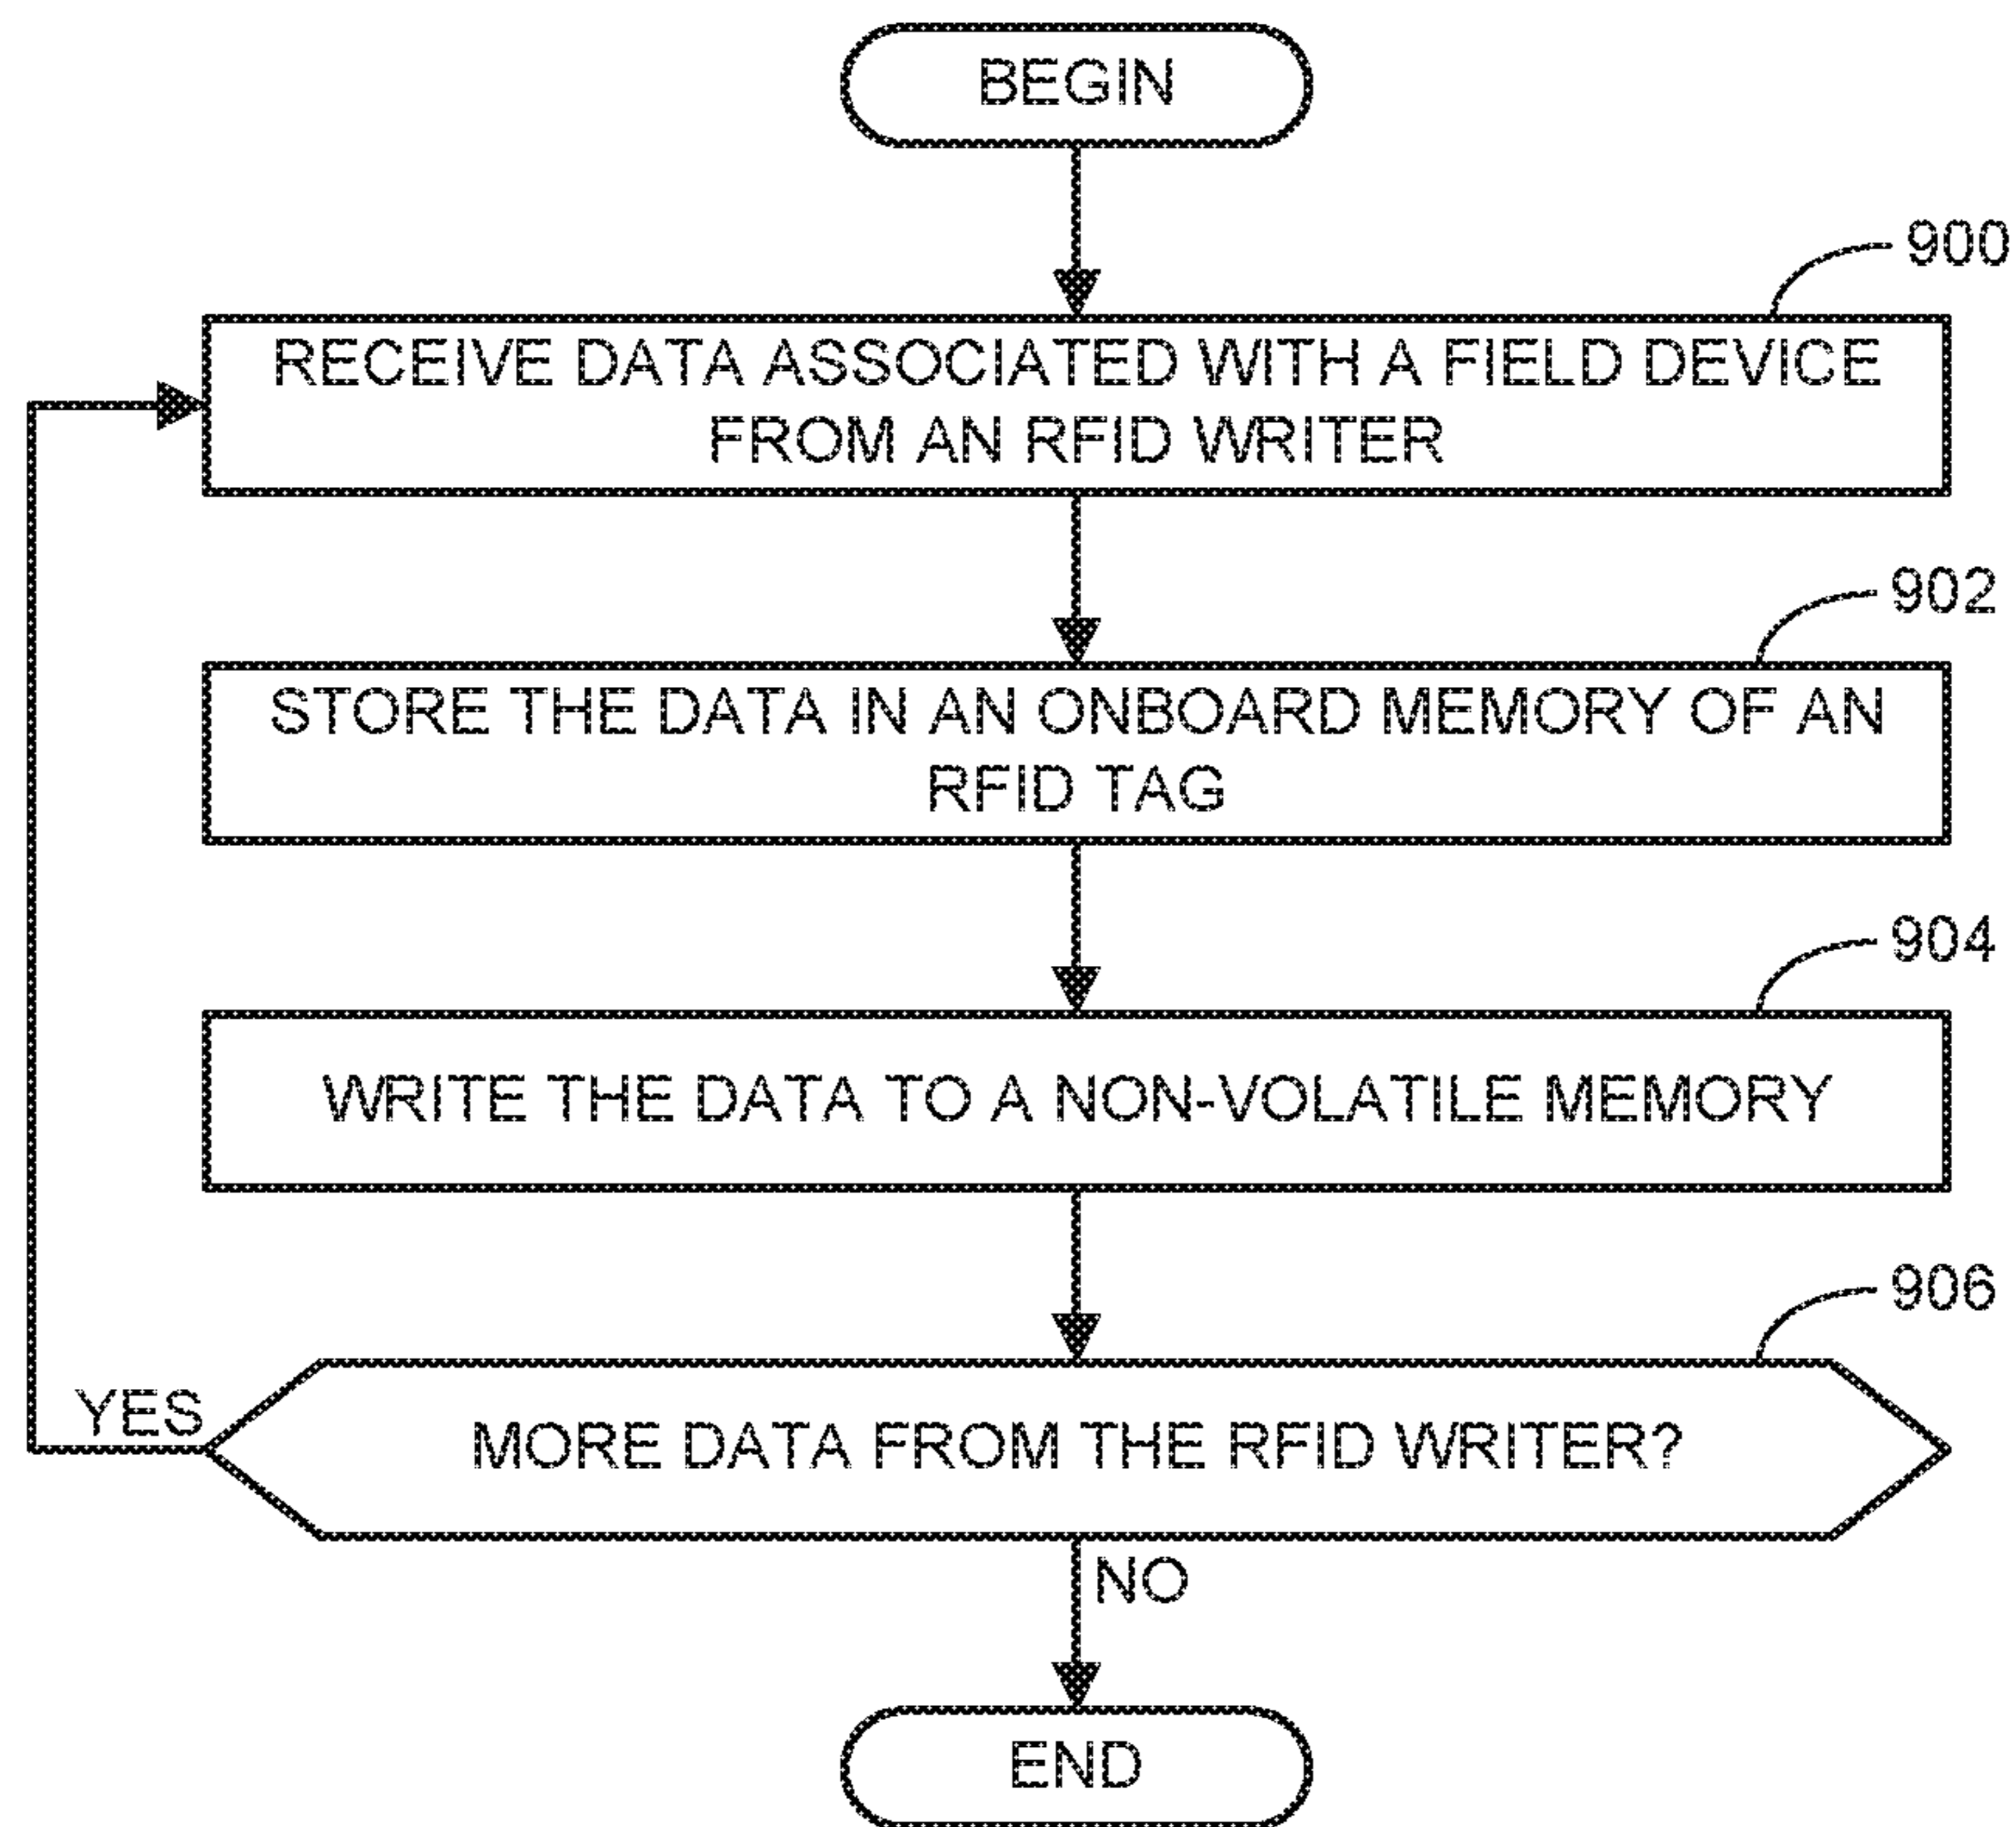 BEGIN
900
RECEIVE DATA ASSOCIATED WITH A FIELD DEVICE
FROM AN RFID WRITER
902
STORE THE DATA IN AN ONBOARD MEMORY OF AN
RFID TAG
904
WRITE THE DATA TO A NON-VOLATILE MEMORY
906
YES
MORE DATA FROM THE RFID WRITER?
NO
END